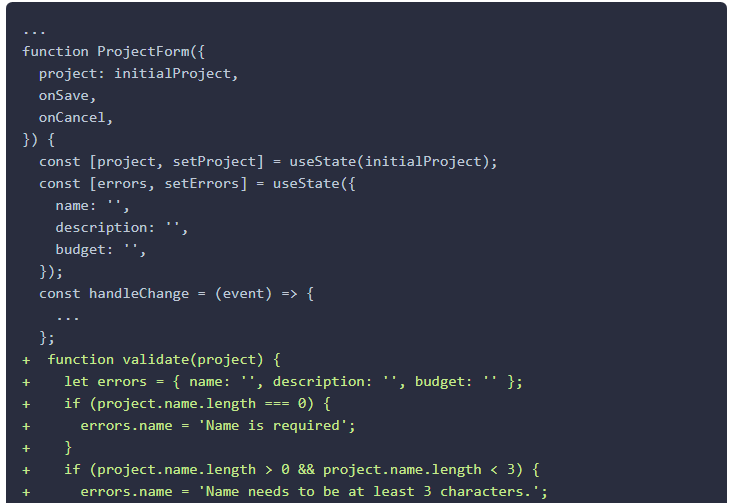 ...
function ProjectForm({
  project: initialProject,
  onSave,
  onCancel,
}) {
  const [project, setProject] = useState(initialProject);
  const [errors, setErrors] = useState({
    name: '',
    description: '',
    budget: '',
  });
  const handleChange = (event) => {
    ...
  };
+  function validate(project) {
+    let errors = { name: '', description: '', budget: '' };
+    if (project.name.length === 0) {
+      errors.name = 'Name is required';
+    }
+    if (project.name.length > 0 && project.name.length < 3) {
+      errors.name = 'Name needs to be at least 3 characters.';